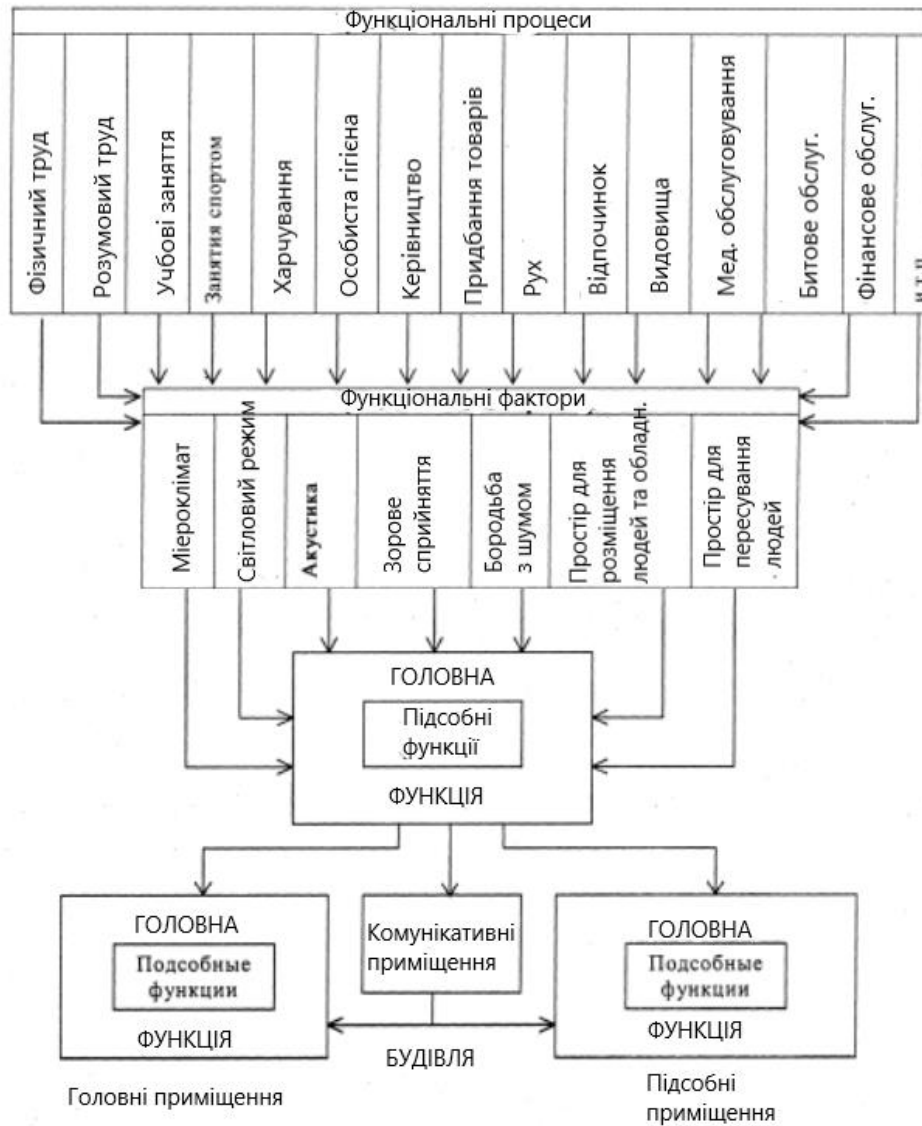 Функціональні процеси
Фізичний труд
Розумовий труд
Учбові заняття
Занятия спортом
Харчування
Особиста гігієна
Керівництво
Придбання товарів
Рух
Відпочинок
Видовища
Мед. обслуговування
Битове обслуг.
Фінансове обслуг.
и т.п
Функціональні фактори
Міероклімат
Світловий режим
Акустика
Зорове
сприйняття
Бородьба
з шумом
Простір для
розміщення
людей та обладн.
Простір для
пересування
людей
ГОЛОВНА
Підсобні
функції
ФУНКЦІЯ
ГОЛОВНА
Подсобные
функции
ФУНКЦІЯ
Комунікативні
приміщення
ГОЛОВНА
Подсобные
функции
ФУНКЦІЯ
БУДІВЛЯ
Головні приміщення
Підсобні
приміщення